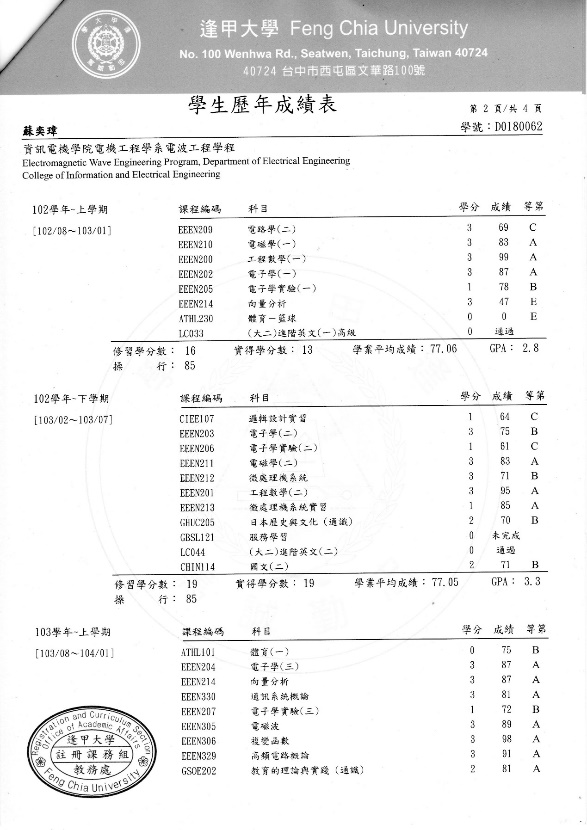 逢甲大學 Feng Chia University
No. 100 Wenhwa Rd., Seatwen, Taichung, Taiwan 40724
40724 台中市西屯區文華路100號
學生歷年成績表
第 2 頁/共 4 頁
蘇奕瑋
學號：D0180062
資訊電機學院電機工程學系電波工程學程
Electromagnetic Wave Engineering Program, Department of Electrical Engineering
College of Information and Electrical Engineering
102學年-上學期 課程編碼 科目 學分 成績 等第
[102/08～103/01] EEEN209 電路學(二) 3 69 C
EEEN210 電磁學(一) 3 83 A
EEEN200 工程數學(一) 3 99 A
EEEN202 電子學(一) 3 87 A
EEEN205 電子學實驗(一) 1 78 B
EEEN214 向量分析 3 47 E
ATHL230 體育－籃球 0 0 E
LC033 (大二)進階英文(一)高級 0 通過
修習學分數： 16 實得學分數： 13 學業平均成績：77.06 GPA： 2.8
操 行： 85
102學年-下學期 課程編碼 科目 學分 成績 等第
[103/02～103/07] CIEE107 邏輯設計實習 1 64 C
EEEN203 電子學(二) 3 75 B
EEEN206 電子學實驗(二) 1 61 C
EEEN211 電磁學(二) 3 83 A
EEEN212 微處理機系統 3 71 B
EEEN201 工程數學(二) 3 95 A
EEEN213 微處理機系統實習 1 85 A
GHUC205 日本歷史與文化（通識） 2 70 B
GBSL121 服務學習 0 未完成
LC044 (大二)進階英文(二) 0 通過
CHIN114 國文(二) 2 71 B
修習學分數： 19 實得學分數： 19 學業平均成績：77.05 GPA： 3.3
操 行： 85
103學年-上學期 課程編碼 科目 學分 成績 等第
[103/08～104/01] ATHL101 體育(一) 0 75 B
EEEN204 電子學(三) 3 87 A
EEEN214 向量分析 3 87 A
EEEN330 通訊系統概論 3 81 A
EEEN207 電子學實驗(三) 1 72 B
EEEN305 電磁波 3 89 A
EEEN306 複變函數 3 98 A
EEEN329 高頻電路概論 3 91 A
GSOE202 教育的理論與實踐（通識） 2 81 A
Registration and Curriculum Section
Office of Academic Affairs
逢甲大學
註冊課務組
教務處
Feng Chia University